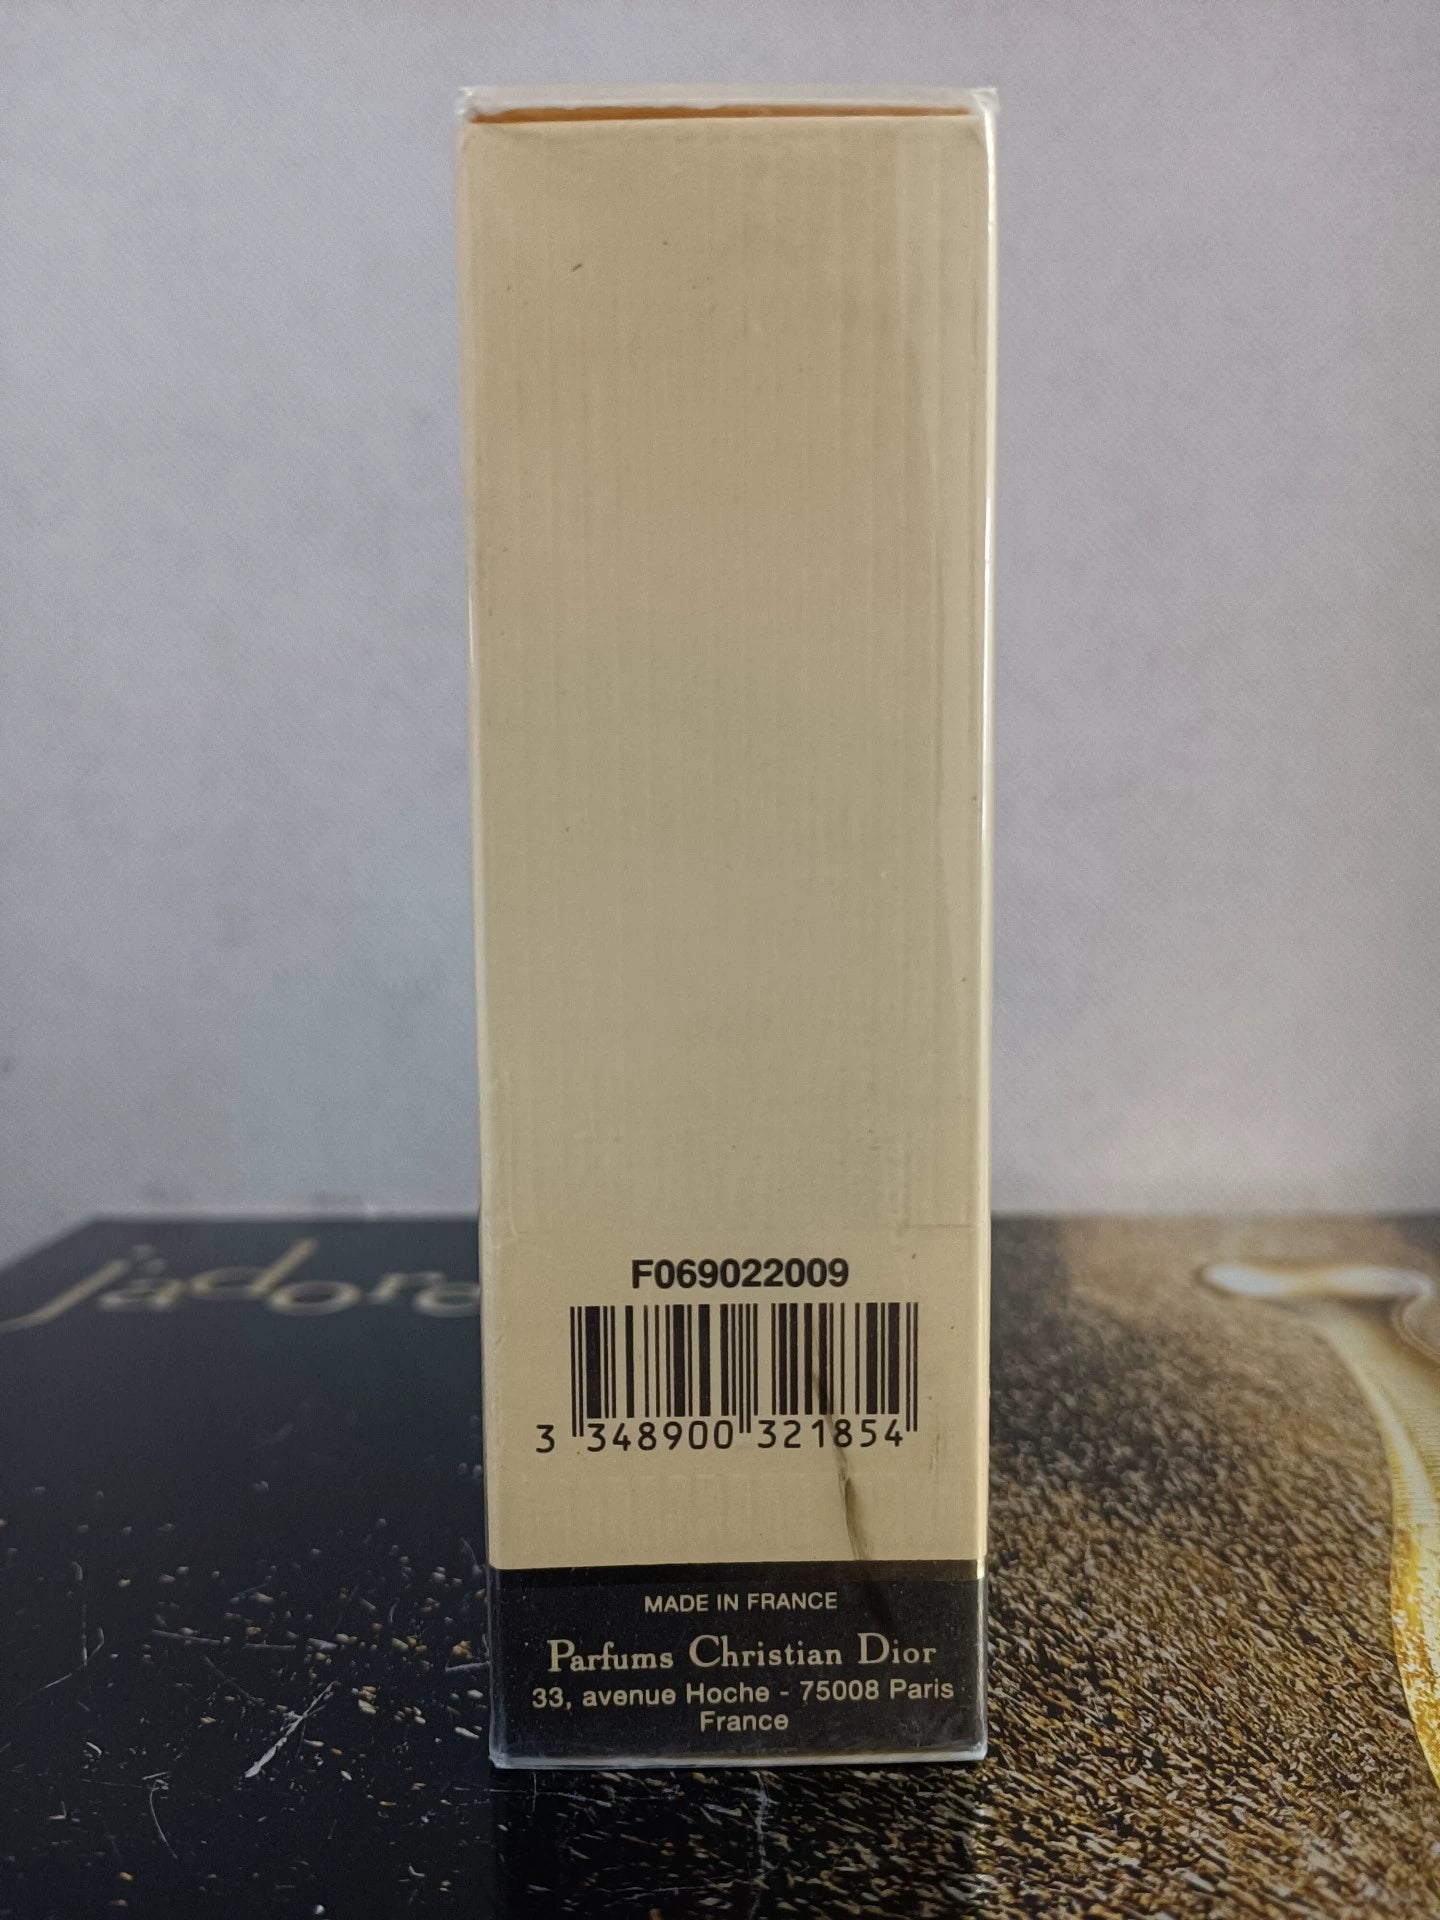 j'adore
F069022009
3 348900 321854
MADE IN FRANCE
Parfums Christian Dior
33, avenue Hoche - 75008 Paris
France